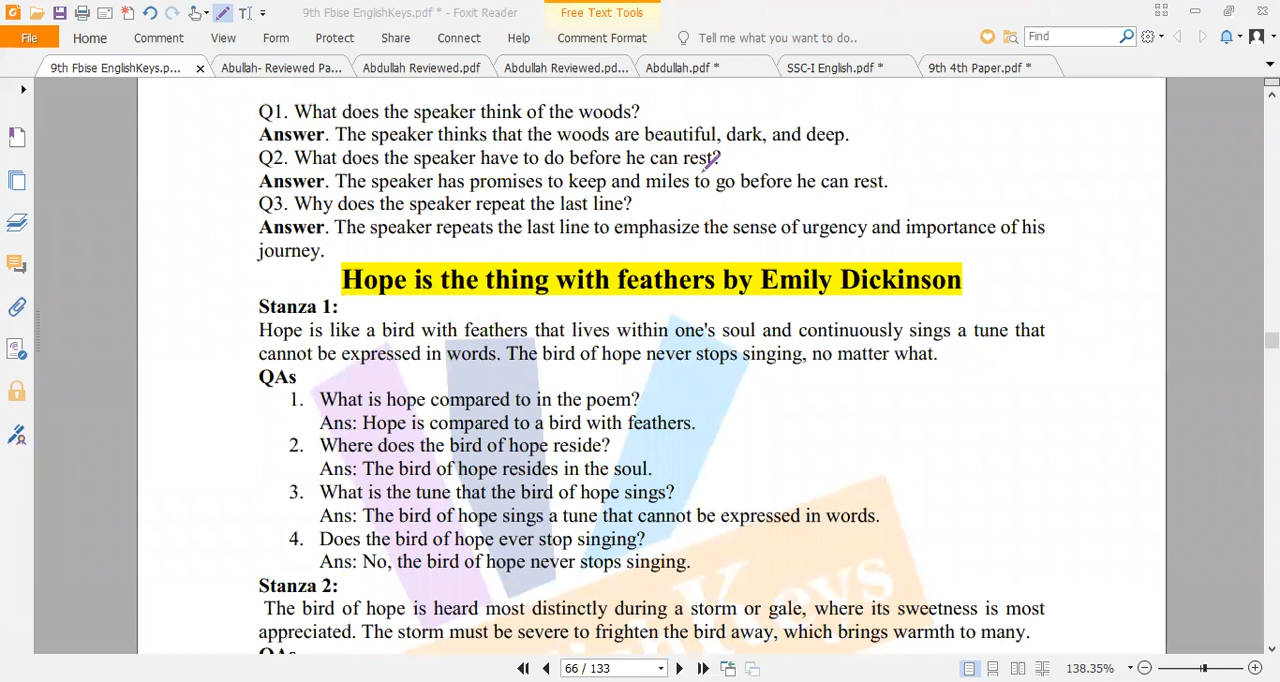 9th Fbise EnglishKeys.pdf * - Foxit Reader
Free Text Tools
File
Home
Comment
View
Form
Protect
Share
Connect
Help
Comment Format
Tell me what you want to do..
Find
9th Fbise EnglishKeys.p...
Abullah- Reviewed Pa...
Abdullah Reviewed.pdf
Abdullah Reviewed.pd...
Abdullah.pdf *
SSC-I English.pdf *
9th 4th Paper.pdf *
Q1. What does the speaker think of the woods?
Answer. The speaker thinks that the woods are beautiful, dark, and deep.
Q2. What does the speaker have to do before he can rest?
Answer. The speaker has promises to keep and miles to go before he can rest.
Q3. Why does the speaker repeat the last line?
Answer. The speaker repeats the last line to emphasize the sense of urgency and importance of his
journey.
Hope is the thing with feathers by Emily Dickinson
Stanza 1:
Hope is like a bird with feathers that lives within one's soul and continuously sings a tune that
cannot be expressed in words. The bird of hope never stops singing, no matter what.
QAs
1. What is hope compared to in the poem?
Ans: Hope is compared to a bird with feathers.
2. Where does the bird of hope reside?
Ans: The bird of hope resides in the soul.
3. What is the tune that the bird of hope sings?
Ans: The bird of hope sings a tune that cannot be expressed in words.
4. Does the bird of hope ever stop singing?
Ans: No, the bird of hope never stops singing.
Stanza 2:
The bird of hope is heard most distinctly during a storm or gale, where its sweetness is most
appreciated. The storm must be severe to frighten the bird away, which brings warmth to many.
QAs
66 / 133
138.35%